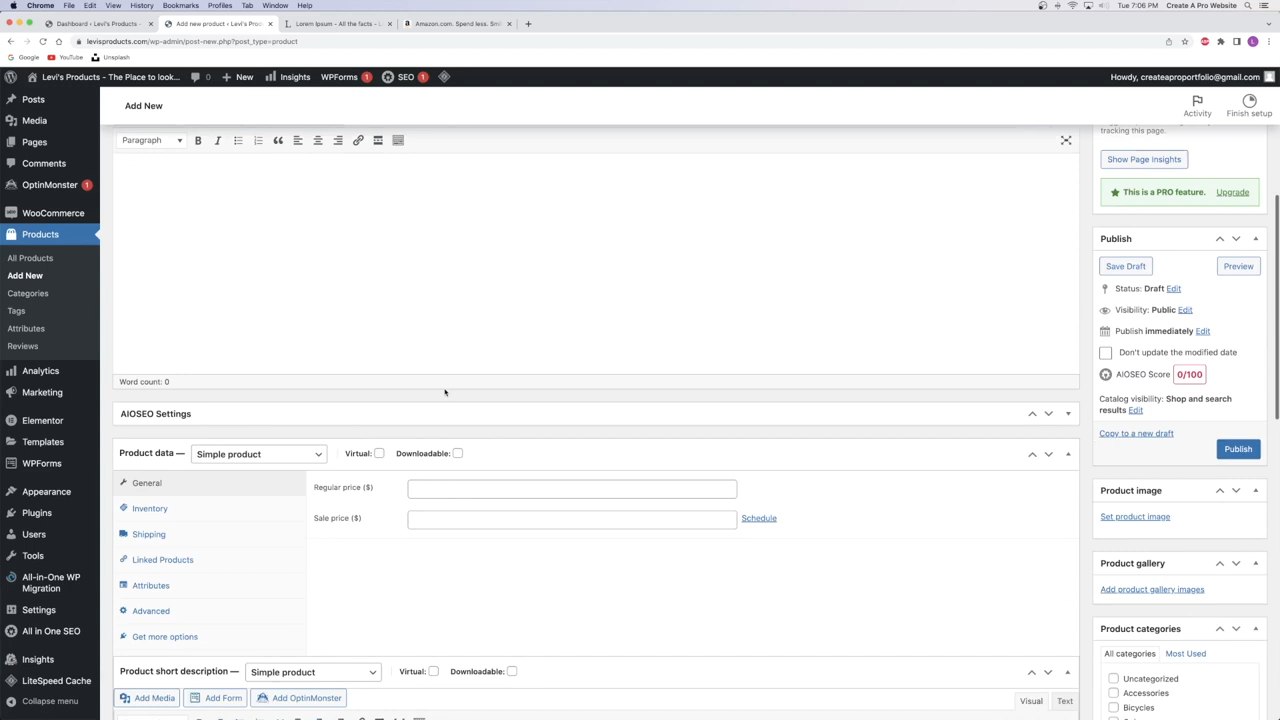 Chrome File Edit View History Bookmarks Profiles Tab Window Help Create A Pro Website Tue 7:06 PM
Dashboard ‹ Levi's Products - Add new product ‹ Levi's Produ Lorem Ipsum - All the facts - L Amazon.com. Spend less. Smi
levisproducts.com/wp-admin/post-new.php?post_type=product
Google YouTube Unsplash
Levi's Products - The Place to look... 0 New Insights WPForms 1 SEO 1 Howdy, createaproportfolio@gmail.com
Posts
Media
Pages
Comments
OptinMonster 1
WooCommerce
Products
All Products
Add New
Categories
Tags
Attributes
Reviews
Analytics
Marketing
Elementor
Templates
WPForms
Appearance
Plugins
Users
Tools
All-in-One WP
Migration
Settings
All in One SEO
Insights
LiteSpeed Cache
Collapse menu
Add New
Activity
Finish setup
Paragraph
Word count: 0
AIOSEO Settings
Product data — Simple product Virtual: Downloadable:
General
Inventory
Shipping
Linked Products
Attributes
Advanced
Get more options
Regular price ($)
Sale price ($) Schedule
Product short description — Simple product Virtual: Downloadable:
Add Media Add Form Add OptinMonster Visual Text
tracking this page.
Show Page Insights
This is a PRO feature. Upgrade
Publish
Save Draft Preview
Status: Draft Edit
Visibility: Public Edit
Publish immediately Edit
Don't update the modified date
AIOSEO Score 0/100
Catalog visibility: Shop and search
results Edit
Copy to a new draft
Publish
Product image
Set product image
Product gallery
Add product gallery images
Product categories
All categories Most Used
Uncategorized
Accessories
Bicycles